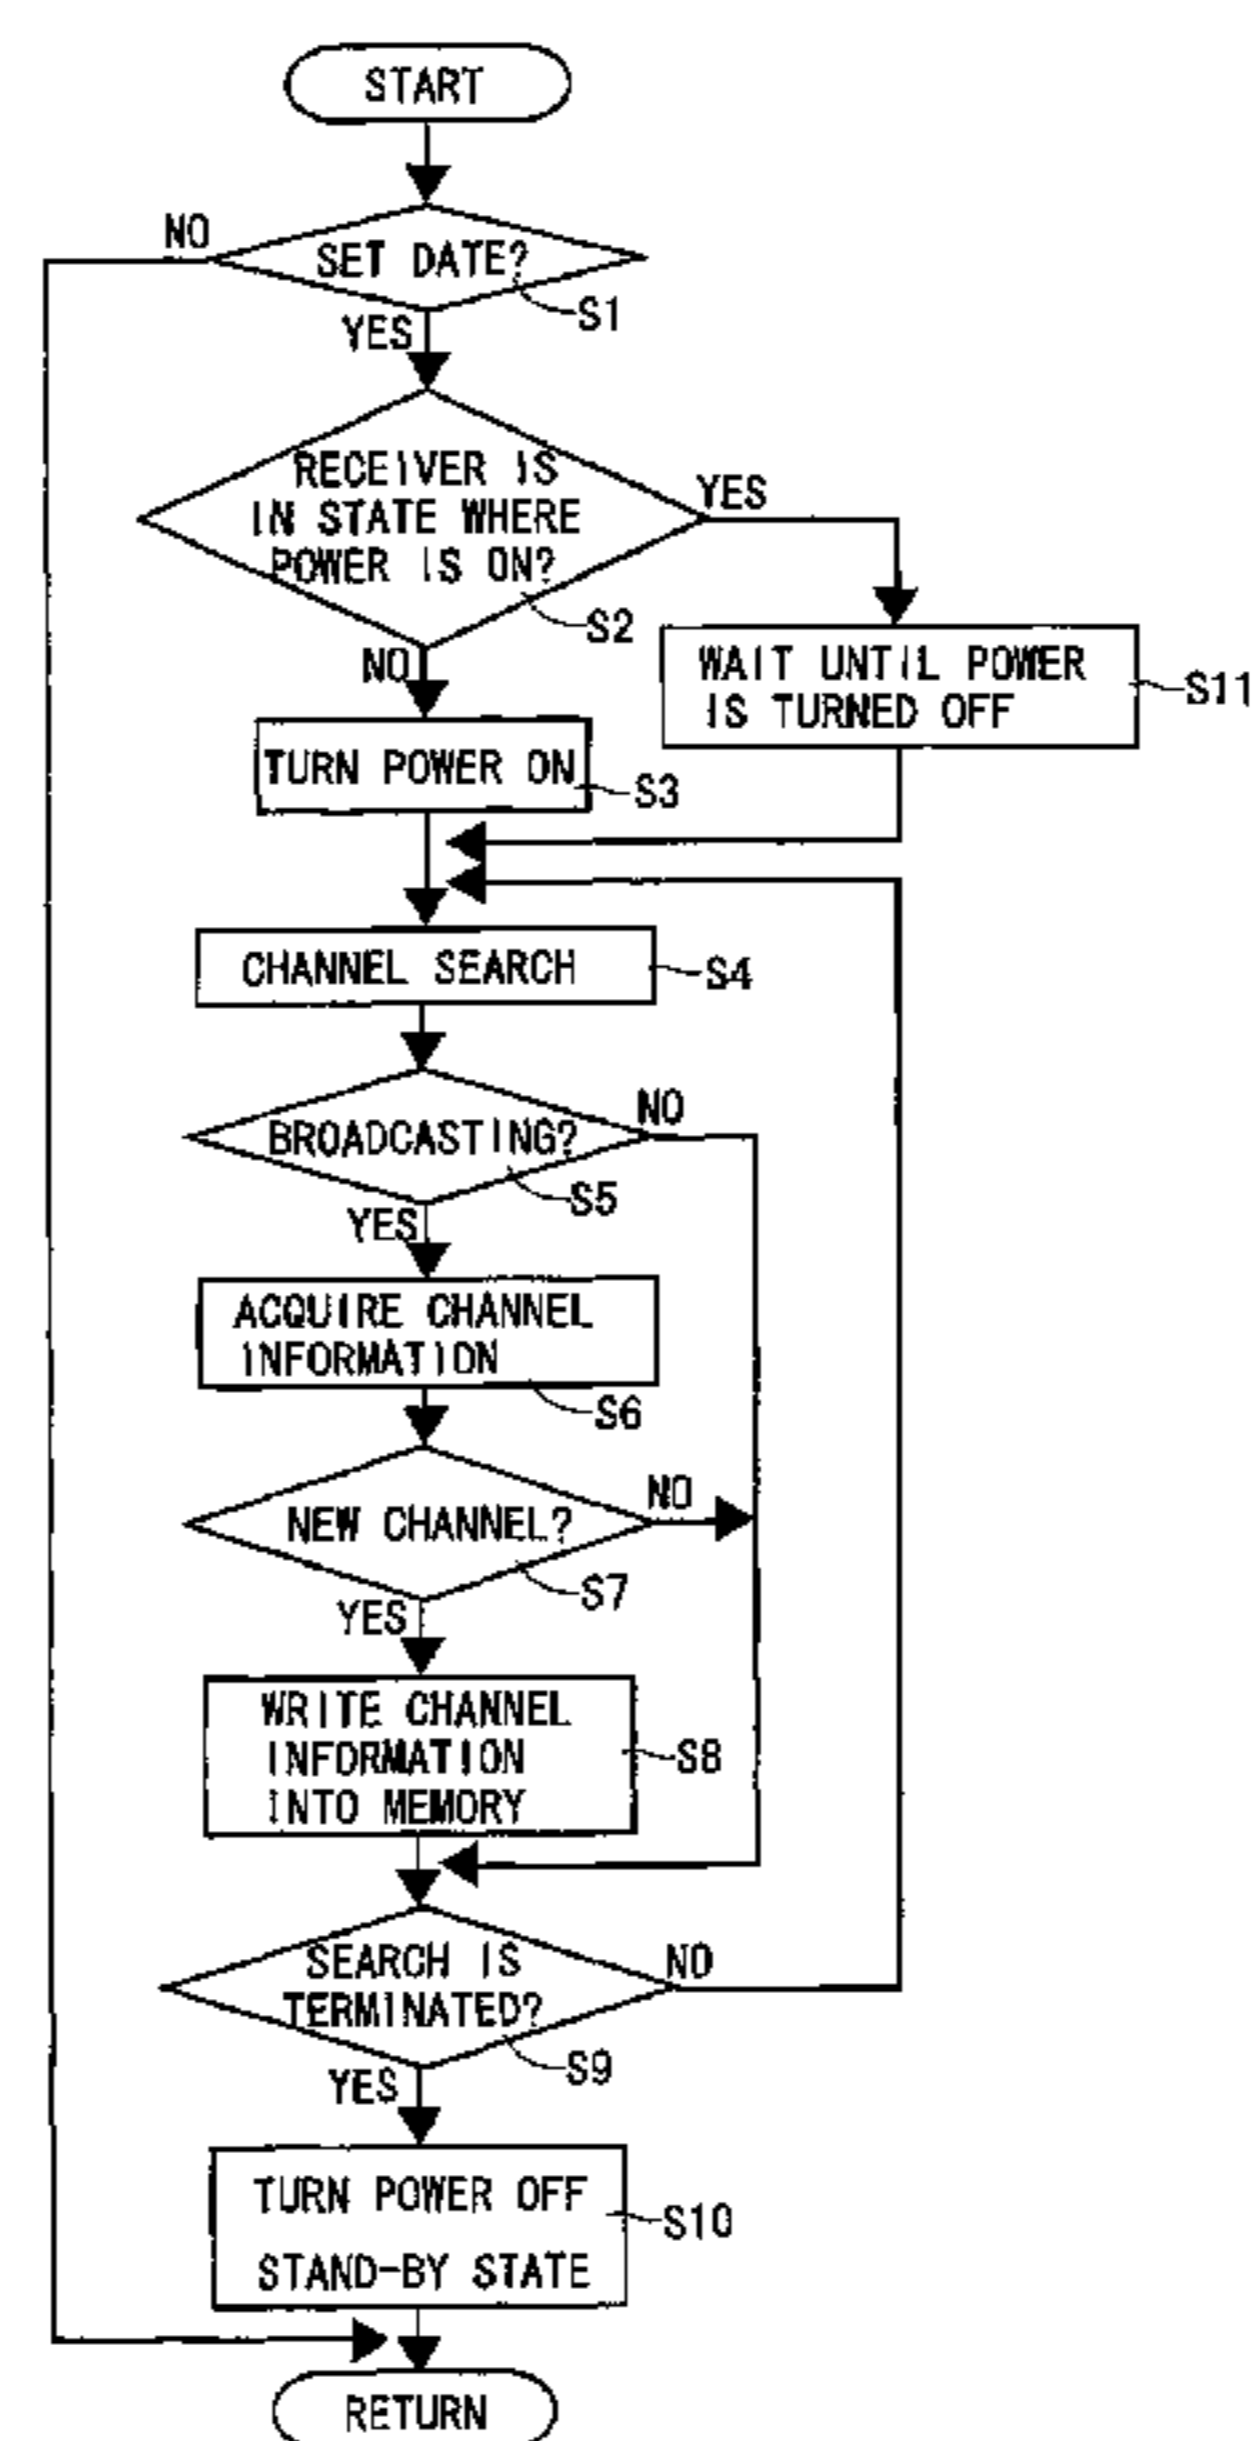 START
NO
SET DATE?
S1
YES
RECEIVER IS
IN STATE WHERE
POWER IS ON?
YES
S2
NO
WAIT UNTIL POWER
IS TURNED OFF
S11
TURN POWER ON
S3
CHANNEL SEARCH
S4
BROADCASTING?
NO
S5
YES
ACQUIRE CHANNEL
INFORMATION
S6
NEW CHANNEL?
NO
S7
YES
WRITE CHANNEL
INFORMATION
INTO MEMORY
S8
SEARCH IS
TERMINATED?
NO
S9
YES
TURN POWER OFF
STAND-BY STATE
S10
RETURN